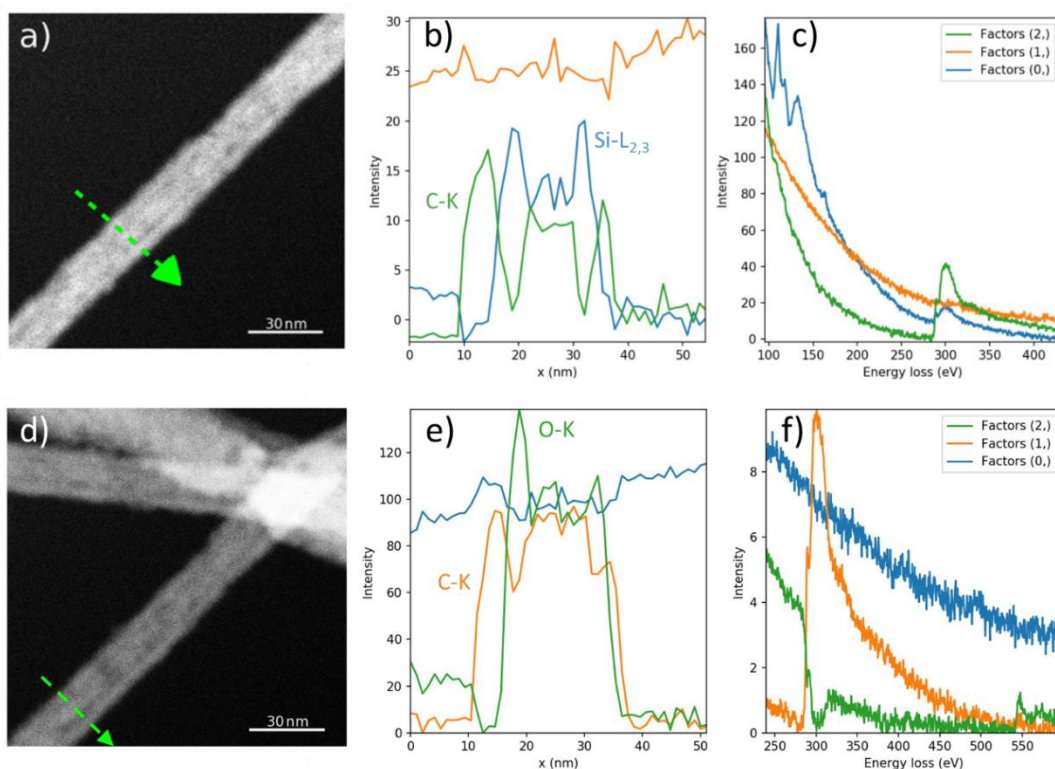 a)
30 nm
b)
30
25
20
15
10
5
0
Intensity
Si-L2,3
C-K
0 10 20 30 40 50
x (nm)
c)
160
140
120
100
80
60
40
20
0
Intensity
Factors (2,)
Factors (1,)
Factors (0,)
100 150 200 250 300 350 400
Energy loss (eV)
d)
30 nm
e)
120
100
80
60
40
20
0
Intensity
O-K
C-K
0 10 20 30 40 50
x (nm)
f)
8
6
4
2
0
Intensity
Factors (2,)
Factors (1,)
Factors (0,)
250 300 350 400 450 500 550
Energy loss (eV)